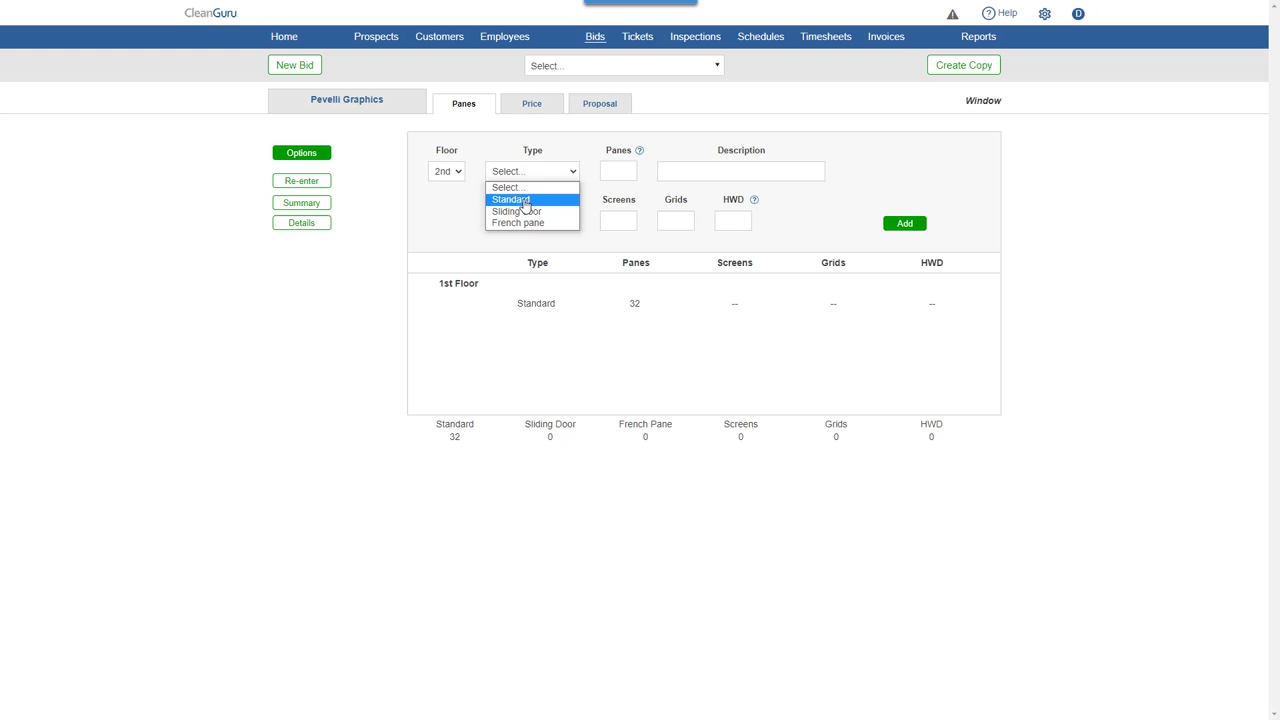 CleanGuru
Help
D
Home Prospects Customers Employees Bids Tickets Inspections Schedules Timesheets Invoices Reports
New Bid Select... Create Copy
Pevelli Graphics Panes Price Proposal Window
Floor Type Panes ? Description
Options
2nd Select...
Re-enter
Select...
Standard Screens Grids HWD ?
Summary
Sliding door
French pane Add
Details
Type Panes Screens Grids HWD
1st Floor
Standard 32 -- -- --
Standard Sliding Door French Pane Screens Grids HWD
32 0 0 0 0 0